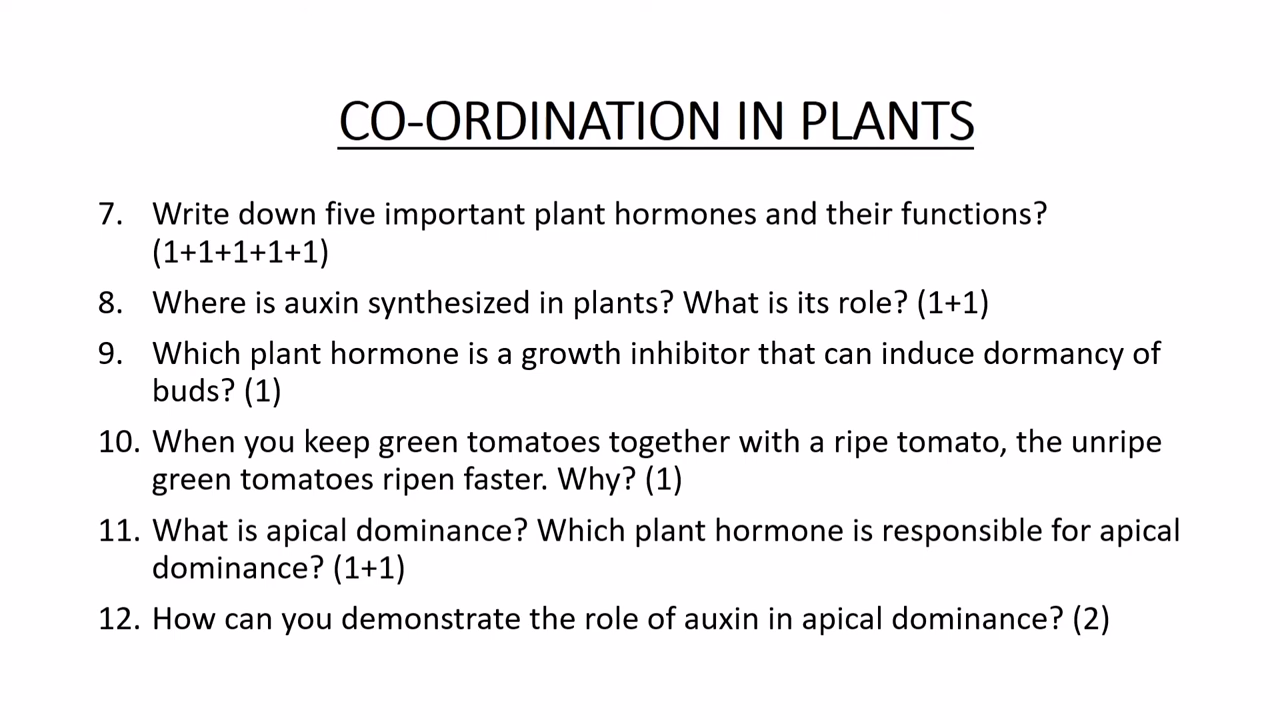 CO-ORDINATION IN PLANTS
7. Write down five important plant hormones and their functions?
(1+1+1+1+1)
8. Where is auxin synthesized in plants? What is its role? (1+1)
9. Which plant hormone is a growth inhibitor that can induce dormancy of
buds? (1)
10. When you keep green tomatoes together with a ripe tomato, the unripe
green tomatoes ripen faster. Why? (1)
11. What is apical dominance? Which plant hormone is responsible for apical
dominance? (1+1)
12. How can you demonstrate the role of auxin in apical dominance? (2)